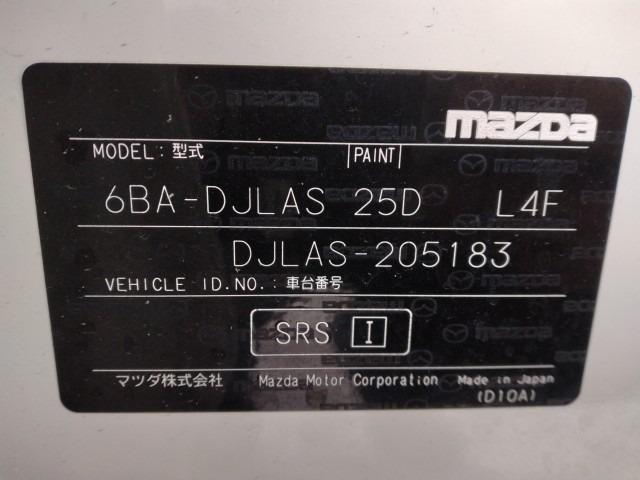 mazda
MODEL: 型式 PAINT
6BA-DJLAS 25D L4F
DJLAS-205183
VEHICLE ID.NO.: 車台番号
SRS I
マツダ株式会社 Mazda Motor Corporation Made in Japan
(D10A)